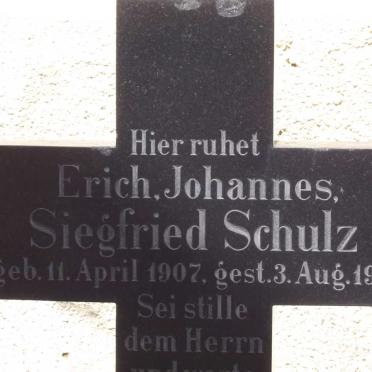 Hier ruhet
Erich, Johannes,
Siegfried Schulz
geb. 11. April 1907, gest. 3. Aug. 19
Sei stille
dem Herrn